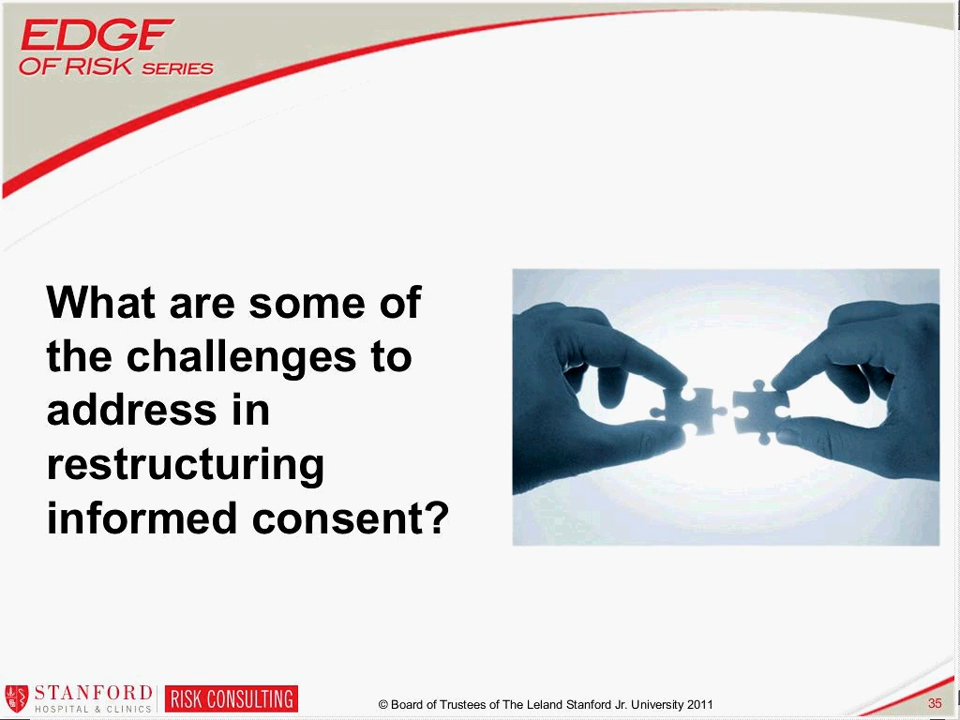 EDGE
OF RISK SERIES
What are some of
the challenges to
address in
restructuring
informed consent?
STANFORD
HOSPITAL & CLINICS
RISK CONSULTING
© Board of Trustees of The Leland Stanford Jr. University 2011
35